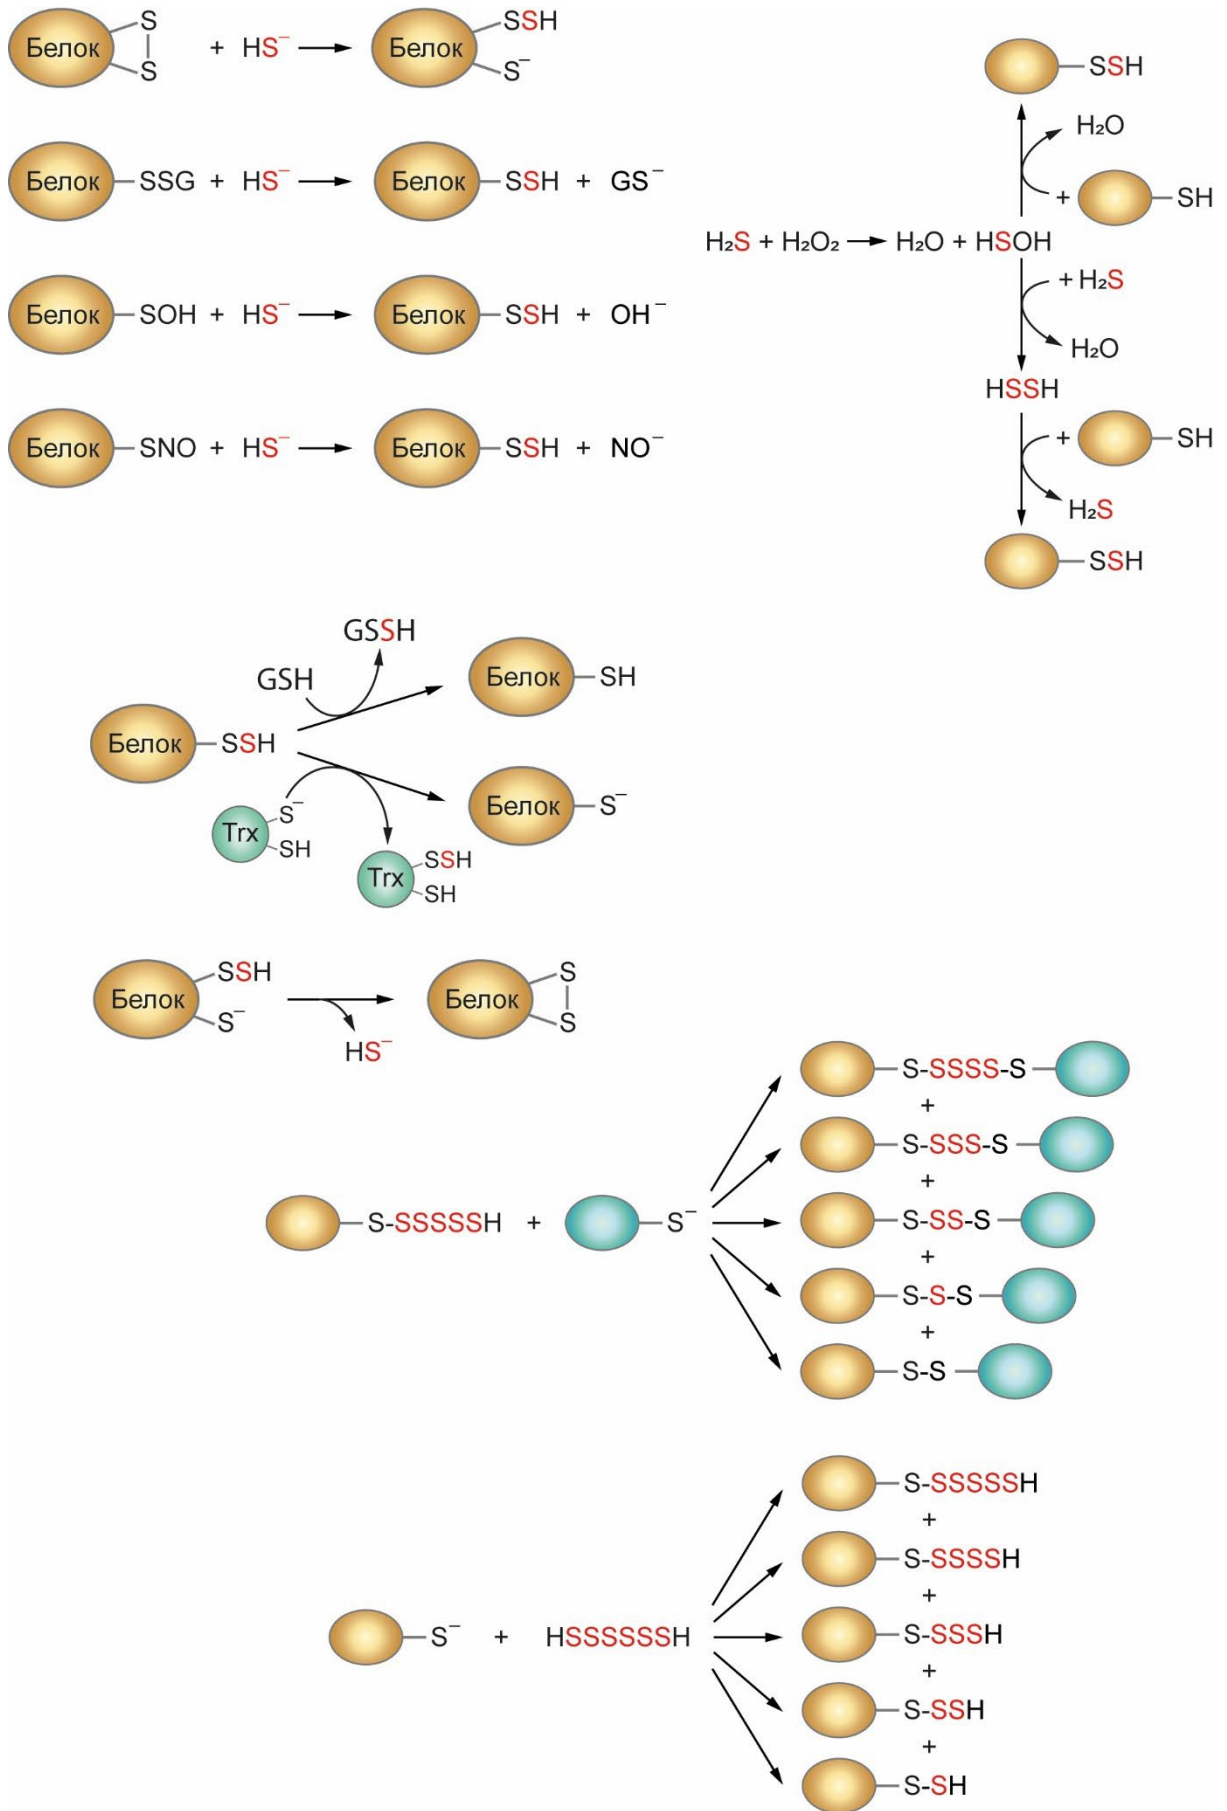 Белок S S + HS⁻ Белок SSH S⁻
Белок SSG + HS⁻ Белок SSH + GS⁻
Белок SOH + HS⁻ Белок SSH + OH⁻
Белок SNO + HS⁻ Белок SSH + NO⁻
SSH
H₂O
+ SH
H₂S + H₂O₂ H₂O + HSOH
+ H₂S
H₂O
HSSH
+ SH
H₂S
SSH
GSSH
GSH
Белок SH
Белок SSH
Белок S⁻
Trx S⁻ SH
Trx SSH SH
Белок SSH S⁻
HS⁻
Белок S S
S-SSSSSH + S⁻
S-SSSS-S
+
S-SSS-S
+
S-SS-S
+
S-S-S
+
S-S
S⁻ + HSSSSSSH
S-SSSSSH
+
S-SSSSH
+
S-SSSH
+
S-SSH
+
S-SH